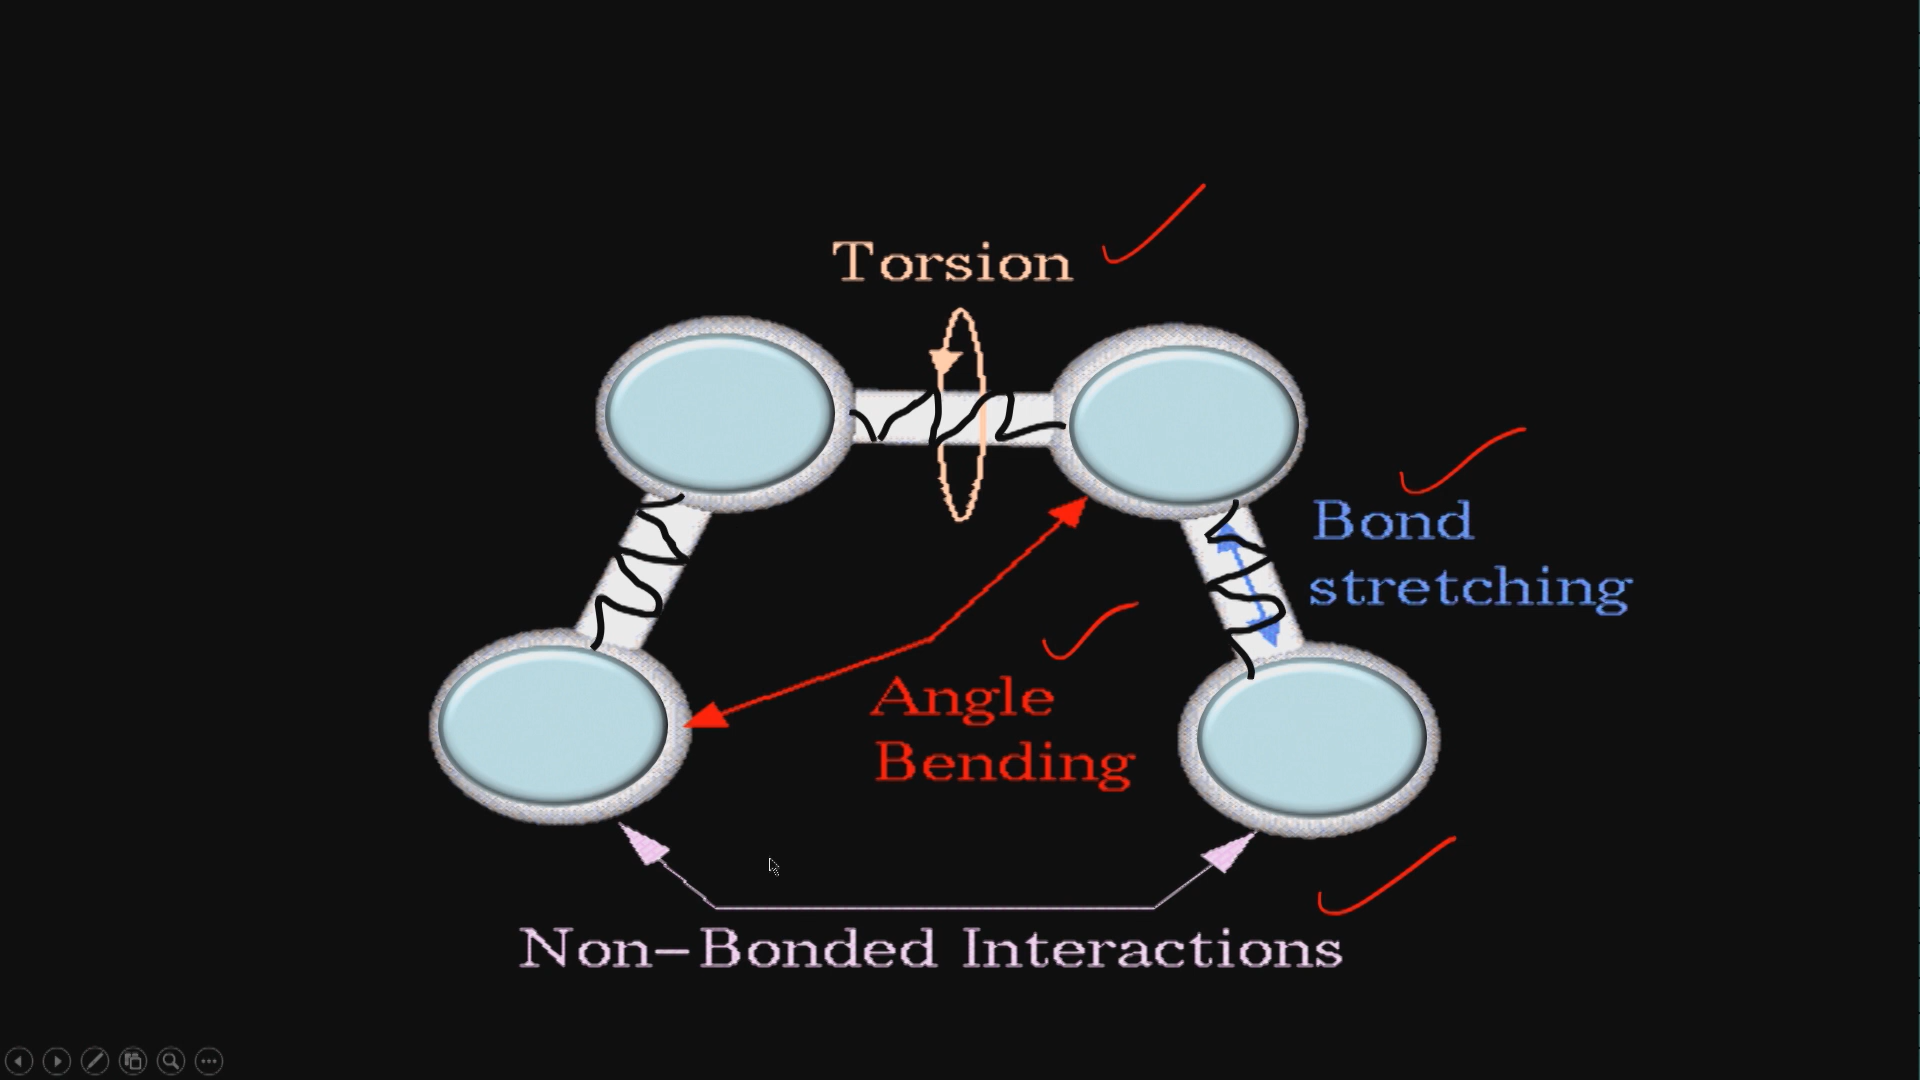 Torsion
Bond
stretching
Angle
Bending
Non-Bonded Interactions